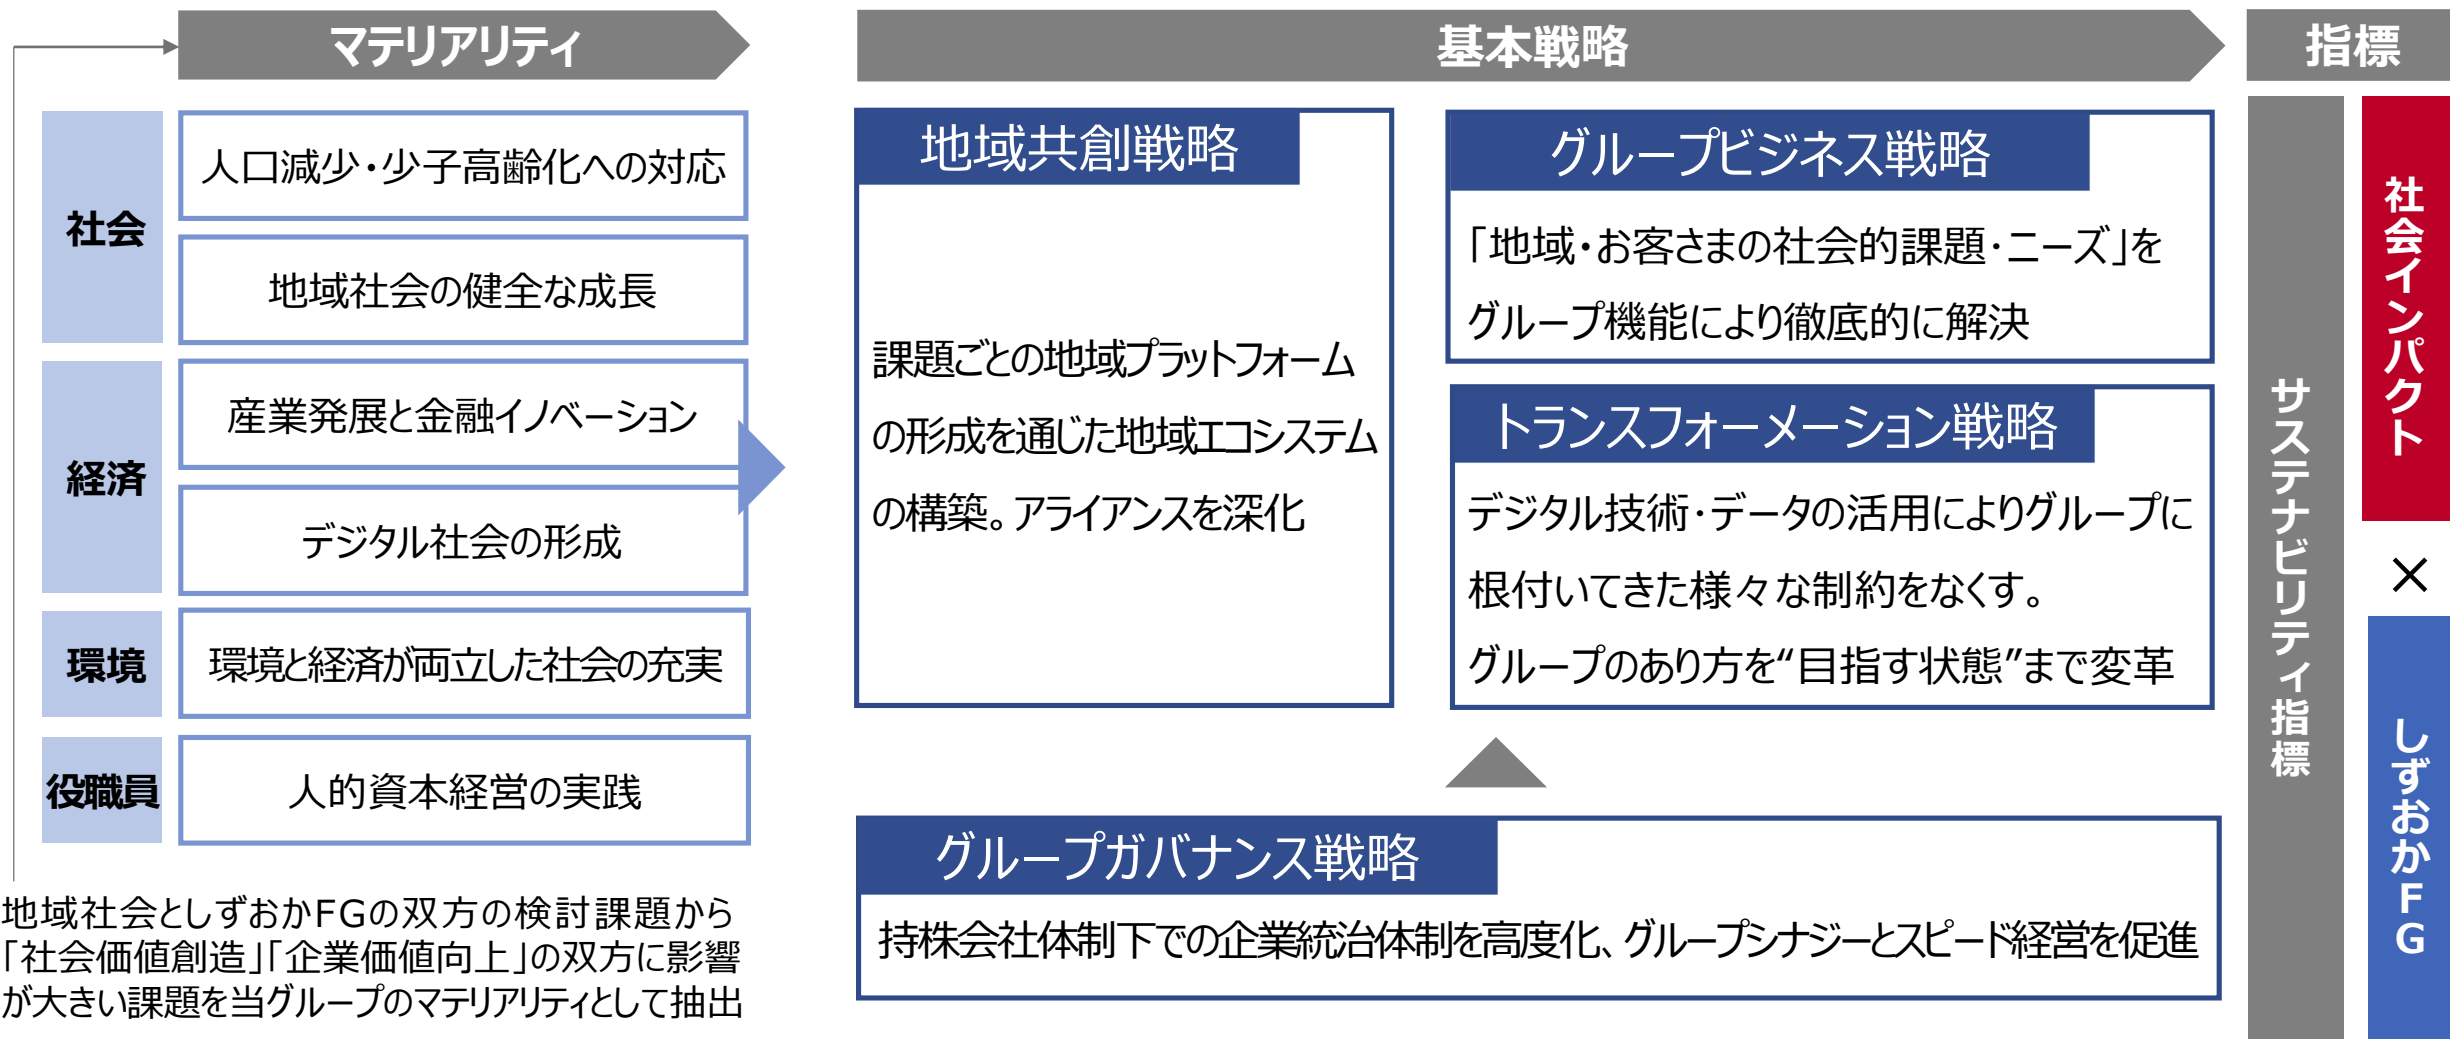 マテリアリティ
基本戦略
指標
社会
人口減少・少子高齢化への対応
地域社会の健全な成長
経済
産業発展と金融イノベーション
デジタル社会の形成
環境
環境と経済が両立した社会の充実
役職員
人的資本経営の実践
地域社会としずおかFGの双方の検討課題から
「社会価値創造」「企業価値向上」の双方に影響
が大きい課題を当グループのマテリアリティとして抽出
地域共創戦略
課題ごとの地域プラットフォーム
の形成を通じた地域エコシステム
の構築。アライアンスを深化
グループビジネス戦略
「地域・お客さまの社会的課題・ニーズ」を
グループ機能により徹底的に解決
トランスフォーメーション戦略
デジタル技術・データの活用によりグループに
根付いてきた様々な制約をなくす。
グループのあり方を“目指す状態”まで変革
グループガバナンス戦略
持株会社体制下での企業統治体制を高度化、グループシナジーとスピード経営を促進
サステナビリティ指標
社会インパクト
×
しずおかFG